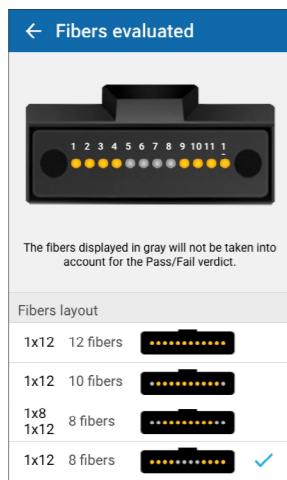 Fibers evaluated
1 2 3 4 5 6 7 8 9 10 11 1
The fibers displayed in gray will not be taken into
account for the Pass/Fail verdict.
Fibers layout
1x12 12 fibers
1x12 10 fibers
1x8
1x12 8 fibers
1x12 8 fibers